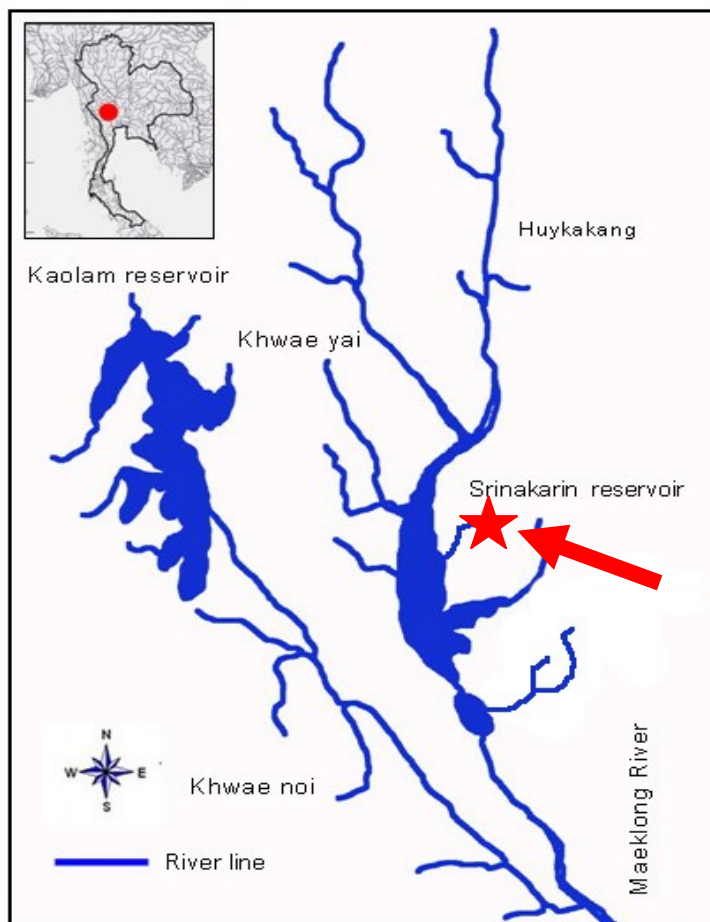 Huykakang
Kaolam reservoir
Khwae yai
Srinakarin reservoir
N
W E
S
Khwae noi
Maeklong River
River line